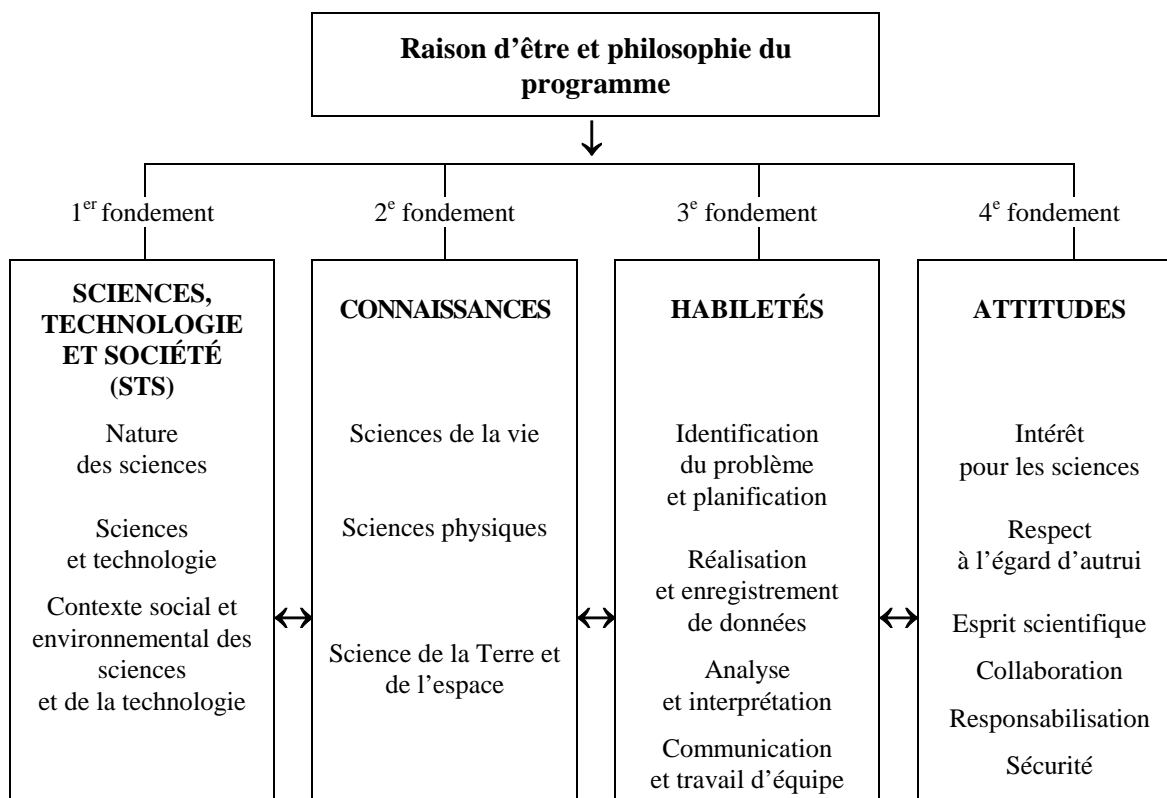 Raison d’être et philosophie du
programme
1er fondement
2e fondement
3e fondement
4e fondement
SCIENCES,
TECHNOLOGIE
ET SOCIÉTÉ
(STS)
Nature
des sciences
Sciences
et technologie
Contexte social et
environnemental des
sciences
et de la technologie
CONNAISSANCES
Sciences de la vie
Sciences physiques
Science de la Terre et
de l’espace
HABILETÉS
Identification
du problème
et planification
Réalisation
et enregistrement
de données
Analyse
et interprétation
Communication
et travail d’équipe
ATTITUDES
Intérêt
pour les sciences
Respect
à l’égard d’autrui
Esprit scientifique
Collaboration
Responsabilisation
Sécurité